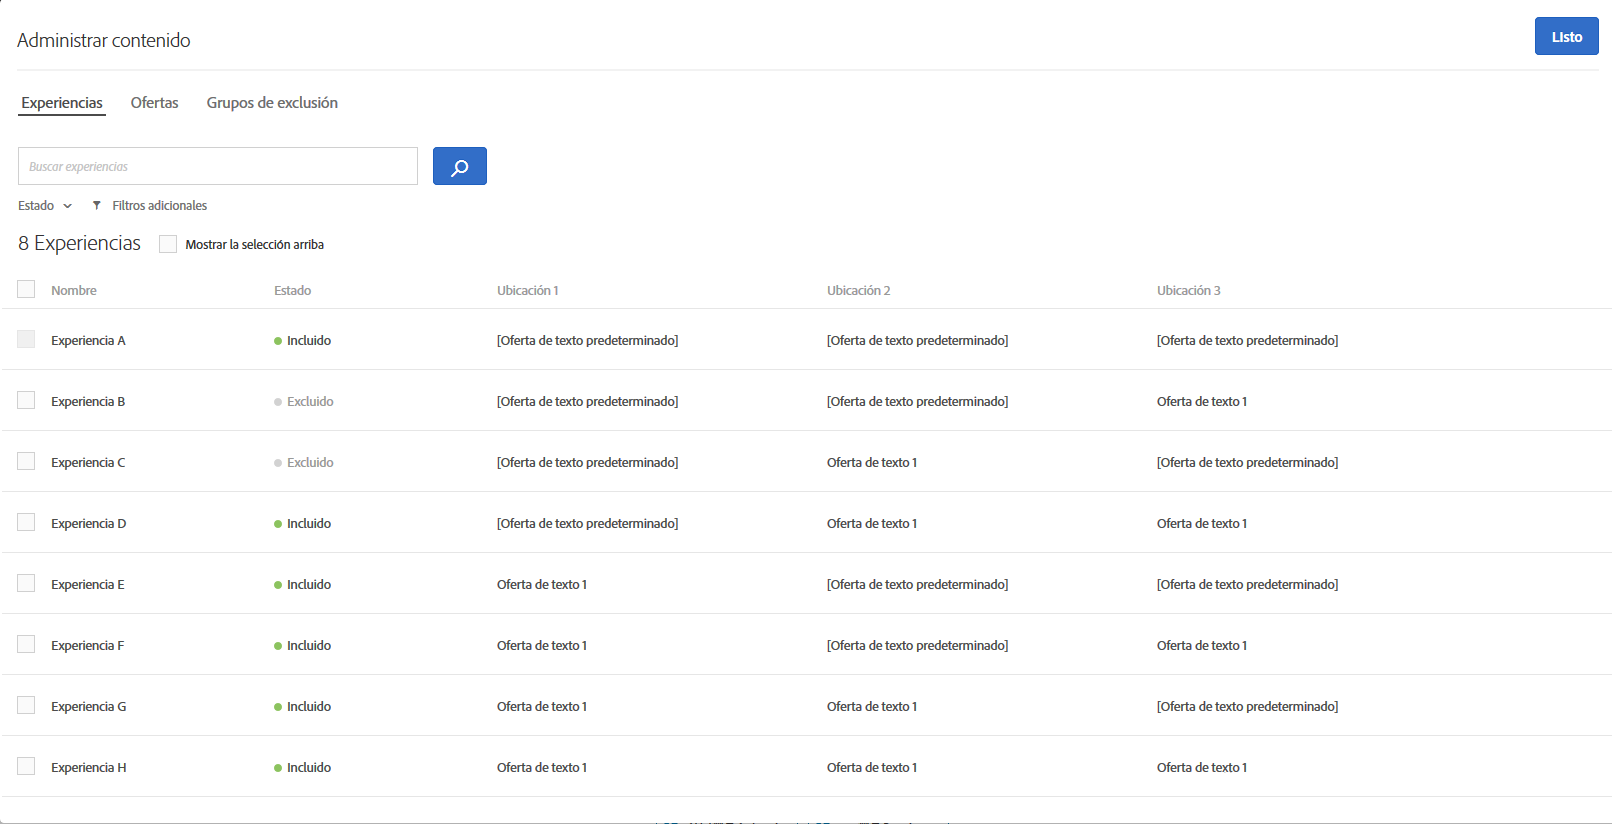 Administrar contenido
Listo
Experiencias Ofertas Grupos de exclusión
Buscar experiencias
Estado Filtros adicionales
8 Experiencias Mostrar la selección arriba
Nombre Estado Ubicación 1 Ubicación 2 Ubicación 3
Experiencia A Incluido [Oferta de texto predeterminado] [Oferta de texto predeterminado] [Oferta de texto predeterminado]
Experiencia B Excluido [Oferta de texto predeterminado] [Oferta de texto predeterminado] Oferta de texto 1
Experiencia C Excluido [Oferta de texto predeterminado] Oferta de texto 1 [Oferta de texto predeterminado]
Experiencia D Incluido [Oferta de texto predeterminado] Oferta de texto 1 Oferta de texto 1
Experiencia E Incluido Oferta de texto 1 [Oferta de texto predeterminado] [Oferta de texto predeterminado]
Experiencia F Incluido Oferta de texto 1 [Oferta de texto predeterminado] Oferta de texto 1
Experiencia G Incluido Oferta de texto 1 Oferta de texto 1 [Oferta de texto predeterminado]
Experiencia H Incluido Oferta de texto 1 Oferta de texto 1 Oferta de texto 1